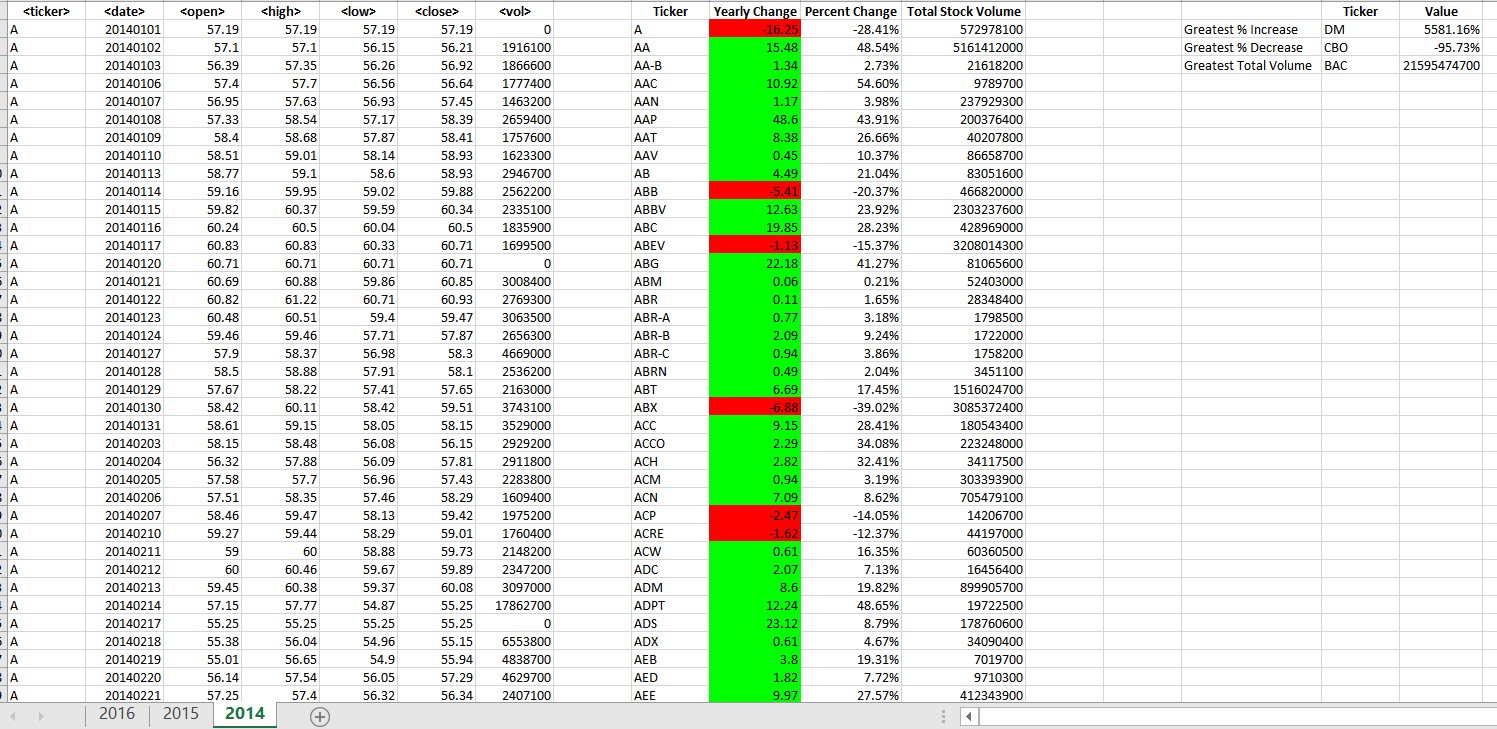 <ticker> <date> <open> <high> <low> <close> <vol> Ticker Yearly Change Percent Change Total Stock Volume Ticker Value
A 20140101 57.19 57.19 57.19 57.19 0 A -16.25 -28.41% 572978100 Greatest % Increase DM 5581.16%
A 20140102 57.1 57.1 56.15 56.21 1916100 AA 15.48 48.54% 5161412000 Greatest % Decrease CBO -95.73%
A 20140103 56.39 57.35 56.26 56.92 1866600 AA-B 1.34 2.73% 21618200 Greatest Total Volume BAC 21595474700
A 20140106 57.4 57.7 56.56 56.64 1777400 AAC 10.92 54.60% 9789700
A 20140107 56.95 57.63 56.93 57.45 1463200 AAN 1.17 3.98% 237929300
A 20140108 57.33 58.54 57.17 58.39 2659400 AAP 48.6 43.91% 200376400
A 20140109 58.4 58.68 57.87 58.41 1757600 AAT 8.38 26.66% 40207800
A 20140110 58.51 59.01 58.14 58.93 1623300 AAV 0.45 10.37% 86658700
A 20140113 58.77 59.1 58.6 58.93 2946700 AB 4.49 21.04% 83051600
A 20140114 59.16 59.95 59.02 59.88 2562200 ABB -5.41 -20.37% 466820000
A 20140115 59.82 60.37 59.59 60.34 2335100 ABBV 12.63 23.92% 2303237600
A 20140116 60.24 60.5 60.04 60.5 1835900 ABC 19.85 28.23% 428969000
A 20140117 60.83 60.83 60.33 60.71 1699500 ABEV -1.13 -15.37% 3208014300
A 20140120 60.71 60.71 60.71 60.71 0 ABG 22.18 41.27% 81065600
A 20140121 60.69 60.88 59.86 60.85 3008400 ABM 0.06 0.21% 52403000
A 20140122 60.82 61.22 60.71 60.93 2769300 ABR 0.11 1.65% 28348400
A 20140123 60.48 60.51 59.4 59.47 3063500 ABR-A 0.77 3.18% 1798500
A 20140124 59.46 59.46 57.71 57.87 2656300 ABR-B 2.09 9.24% 1722000
A 20140127 57.9 58.37 56.98 58.3 4669000 ABR-C 0.94 3.86% 1758200
A 20140128 58.5 58.88 57.91 58.1 2536200 ABRN 0.49 2.04% 3451100
A 20140129 57.67 58.22 57.41 57.65 2163000 ABT 6.69 17.45% 1516024700
A 20140130 58.42 60.11 58.42 59.51 3743100 ABX -6.88 -39.02% 3085372400
A 20140131 58.61 59.15 58.05 58.15 3529000 ACC 9.15 28.41% 180543400
A 20140203 58.15 58.48 56.08 56.15 2929200 ACCO 2.29 34.08% 223248000
A 20140204 56.32 57.88 56.09 57.81 2911800 ACH 2.82 32.41% 34117500
A 20140205 57.58 57.7 56.96 57.43 2283800 ACM 0.94 3.19% 303393900
A 20140206 57.51 58.35 57.46 58.29 1609400 ACN 7.09 8.62% 705479100
A 20140207 58.46 59.47 58.13 59.42 1975200 ACP -2.47 -14.05% 14206700
A 20140210 59.27 59.44 58.29 59.01 1760400 ACRE -1.62 -12.37% 44197000
A 20140211 59 60 58.88 59.73 2148200 ACW 0.61 16.35% 60360500
A 20140212 60 60.46 59.67 59.89 2347200 ADC 2.07 7.13% 16456400
A 20140213 59.45 60.38 59.37 60.08 3097000 ADM 8.6 19.82% 899905700
A 20140214 57.15 57.77 54.87 55.25 17862700 ADPT 12.24 48.65% 19722500
A 20140217 55.25 55.25 55.25 55.25 0 ADS 23.12 8.79% 178760600
A 20140218 55.38 56.04 54.96 55.15 6553800 ADX 0.61 4.67% 34090400
A 20140219 55.01 56.65 54.9 55.94 4838700 AEB 3.8 19.31% 7019700
A 20140220 56.14 57.54 56.05 57.29 4629700 AED 1.82 7.72% 9710300
A 20140221 57.25 57.4 56.32 56.34 2407100 AEE 9.97 27.57% 412343900
2016 2015 2014